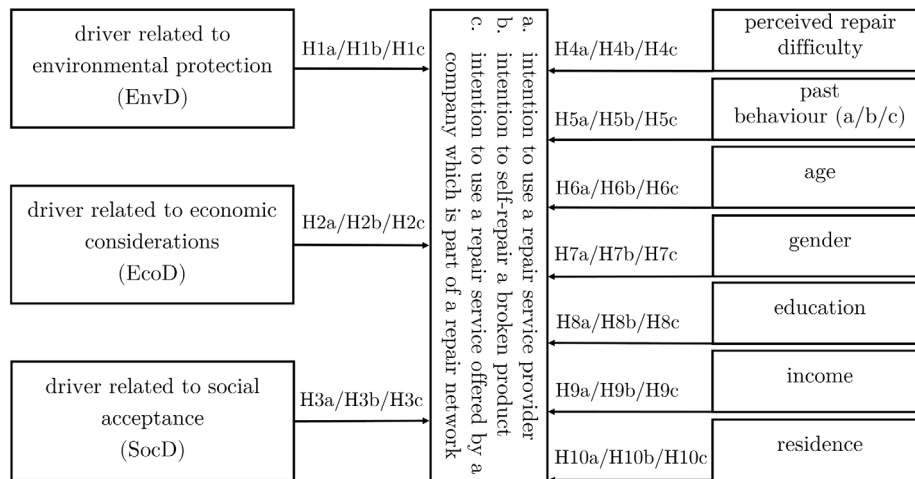 driver related to
environmental protection
(EnvD)
H1a/H1b/H1c
driver related to economic
considerations
(EcoD)
H2a/H2b/H2c
driver related to social
acceptance
(SocD)
H3a/H3b/H3c
a. intention to use a repair service provider
b. intention to self-repair a broken product
c. intention to use a repair service offered by a
company which is part of a repair network
H4a/H4b/H4c
perceived repair
difficulty
H5a/H5b/H5c
past
behaviour (a/b/c)
H6a/H6b/H6c
age
H7a/H7b/H7c
gender
H8a/H8b/H8c
education
H9a/H9b/H9c
income
H10a/H10b/H10c
residence